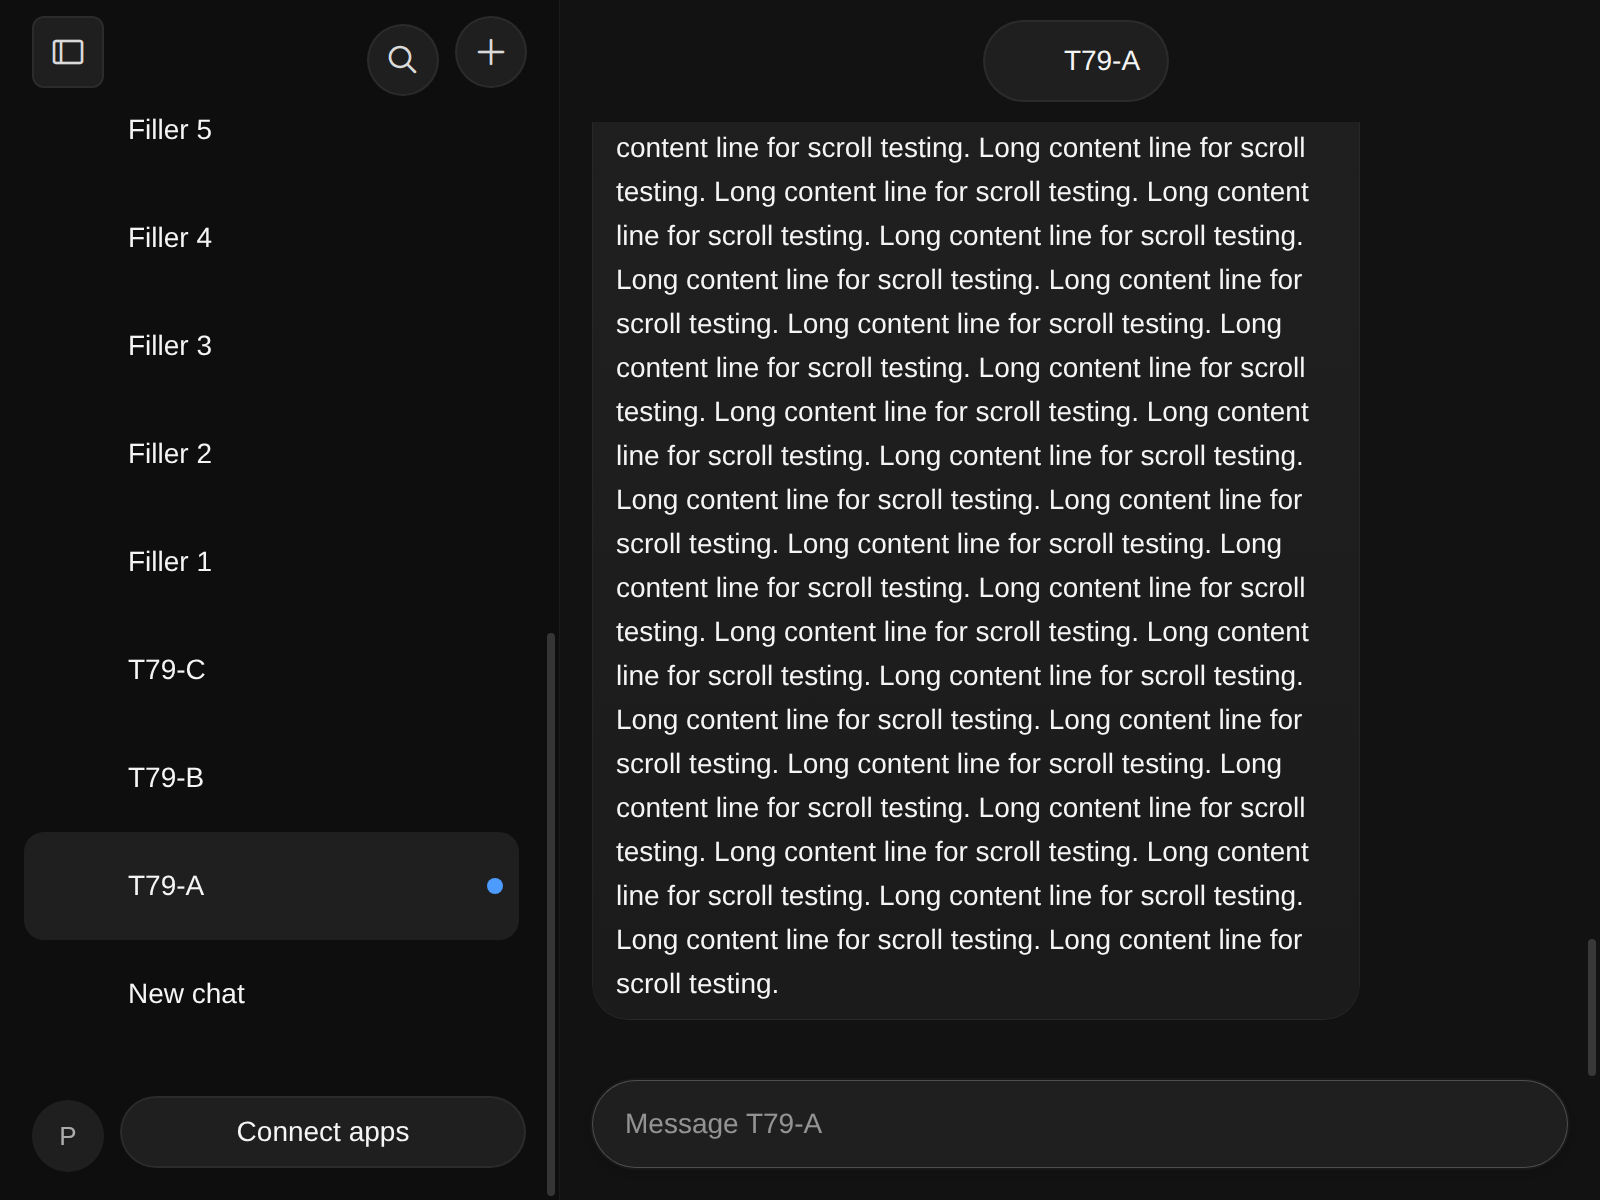 Filler 5
Filler 4
Filler 3
Filler 2
Filler 1
T79-C
T79-B
T79-A
New chat
P
Connect apps
T79-A
content line for scroll testing. Long content line for scroll
testing. Long content line for scroll testing. Long content
line for scroll testing. Long content line for scroll testing.
Long content line for scroll testing. Long content line for
scroll testing. Long content line for scroll testing. Long
content line for scroll testing. Long content line for scroll
testing. Long content line for scroll testing. Long content
line for scroll testing. Long content line for scroll testing.
Long content line for scroll testing. Long content line for
scroll testing. Long content line for scroll testing. Long
content line for scroll testing. Long content line for scroll
testing. Long content line for scroll testing. Long content
line for scroll testing. Long content line for scroll testing.
Long content line for scroll testing. Long content line for
scroll testing. Long content line for scroll testing. Long
content line for scroll testing. Long content line for scroll
testing. Long content line for scroll testing. Long content
line for scroll testing. Long content line for scroll testing.
Long content line for scroll testing. Long content line for
scroll testing.
Message T79-A